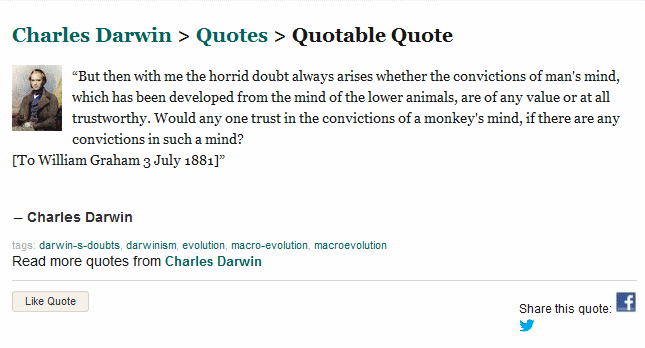 Charles Darwin > Quotes > Quotable Quote
“But then with me the horrid doubt always arises whether the convictions of man's mind,
which has been developed from the mind of the lower animals, are of any value or at all
trustworthy. Would any one trust in the convictions of a monkey's mind, if there are any
convictions in such a mind?
[To William Graham 3 July 1881]”
― Charles Darwin
tags: darwin-s-doubts, darwinism, evolution, macro-evolution, macroevolution
Read more quotes from Charles Darwin
Like Quote
Share this quote: